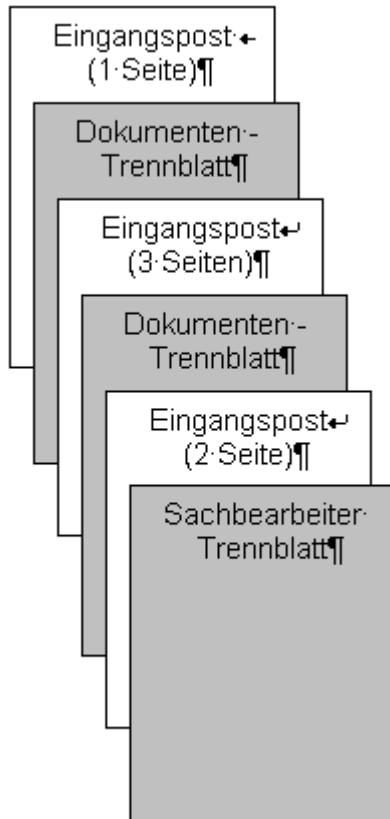 Eingangspost·↵
(1·Seite)¶
Dokumenten·-
Trennblatt¶
Eingangspost↵
(3·Seiten)¶
Dokumenten·-
Trennblatt¶
Eingangspost↵
(2·Seite)¶
Sachbearbeiter·
Trennblatt¶